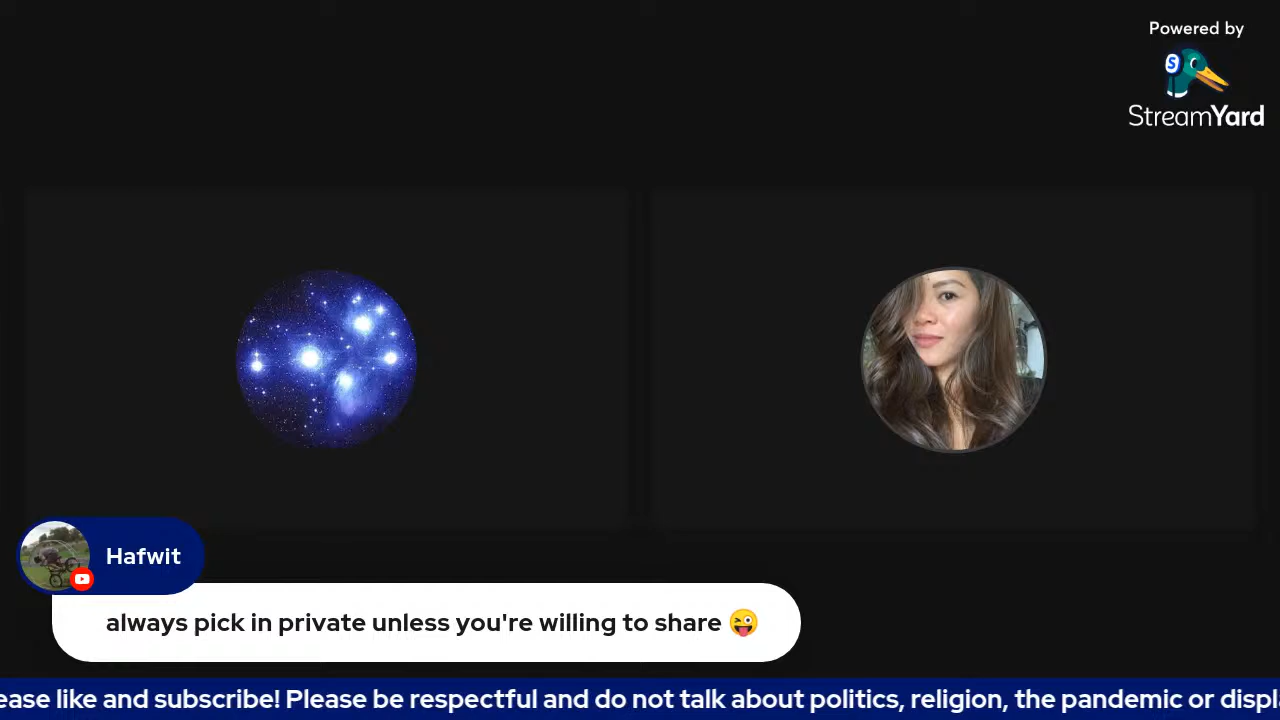 Powered by
S
StreamYard
Hafwit
always pick in private unless you're willing to share 😜
ease like and subscribe! Please be respectful and do not talk about politics, religion, the pandemic or displ